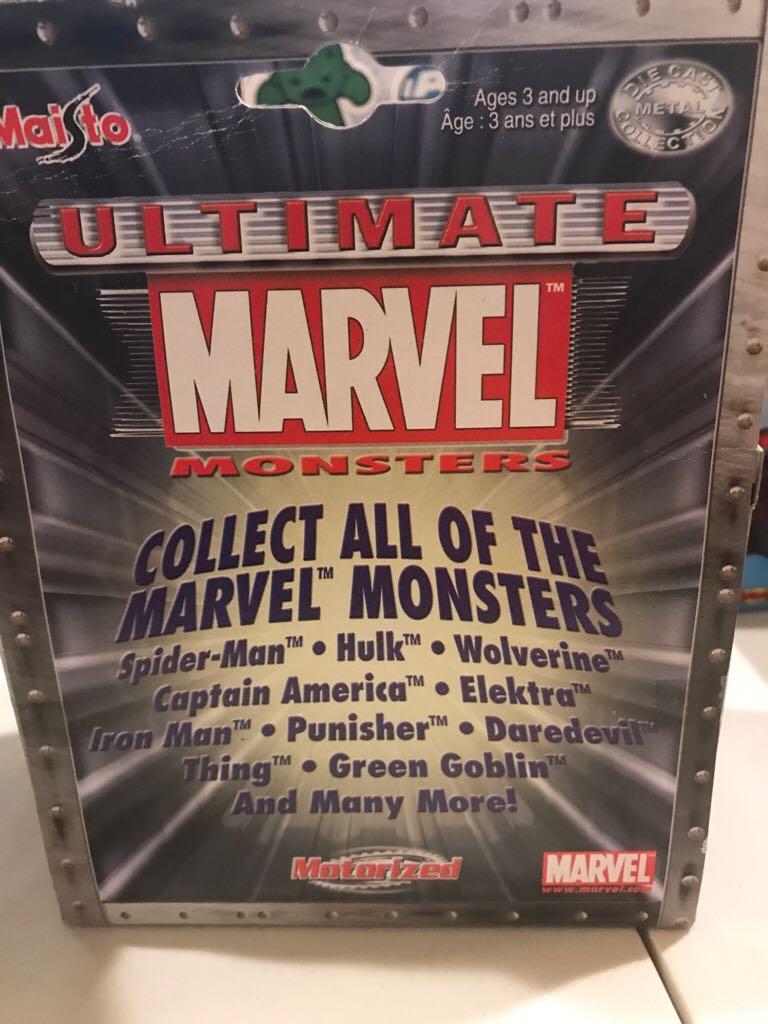 Maisto
Ages 3 and up
Âge : 3 ans et plus
DIE CAST
METAL
COLLECTION
ULTIMATE
MARVEL™
MONSTERS
COLLECT ALL OF THE
MARVEL™ MONSTERS
Spider-Man™ • Hulk™ • Wolverine™
Captain America™ • Elektra™
Iron Man™ • Punisher™ • Daredevil™
Thing™ • Green Goblin™
And Many More!
Motorized
MARVEL
www.marvel.com